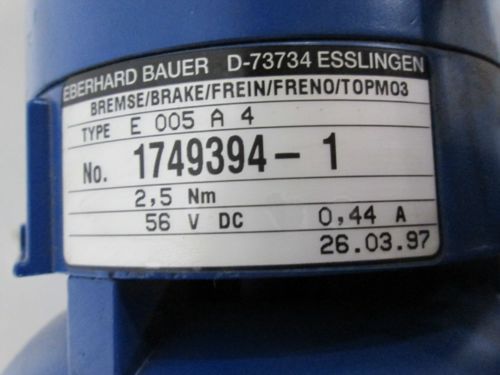 EBERHARD BAUER D-73734 ESSLINGEN
BREMSE/BRAKE/FREIN/FRENO/TOPMO3
TYPE E 005 A 4
No. 1749394-1
2,5 Nm
56 V DC 0,44 A
26.03.97